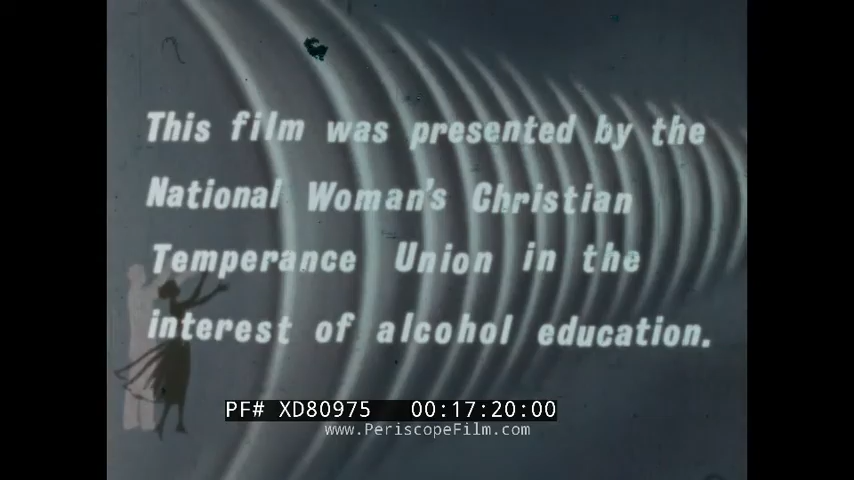 This film was presented by the
National Woman's Christian
Temperance Union in the
interest of alcohol education.
PF# XD80975 00:17:20:00
www.PeriscopeFilm.com